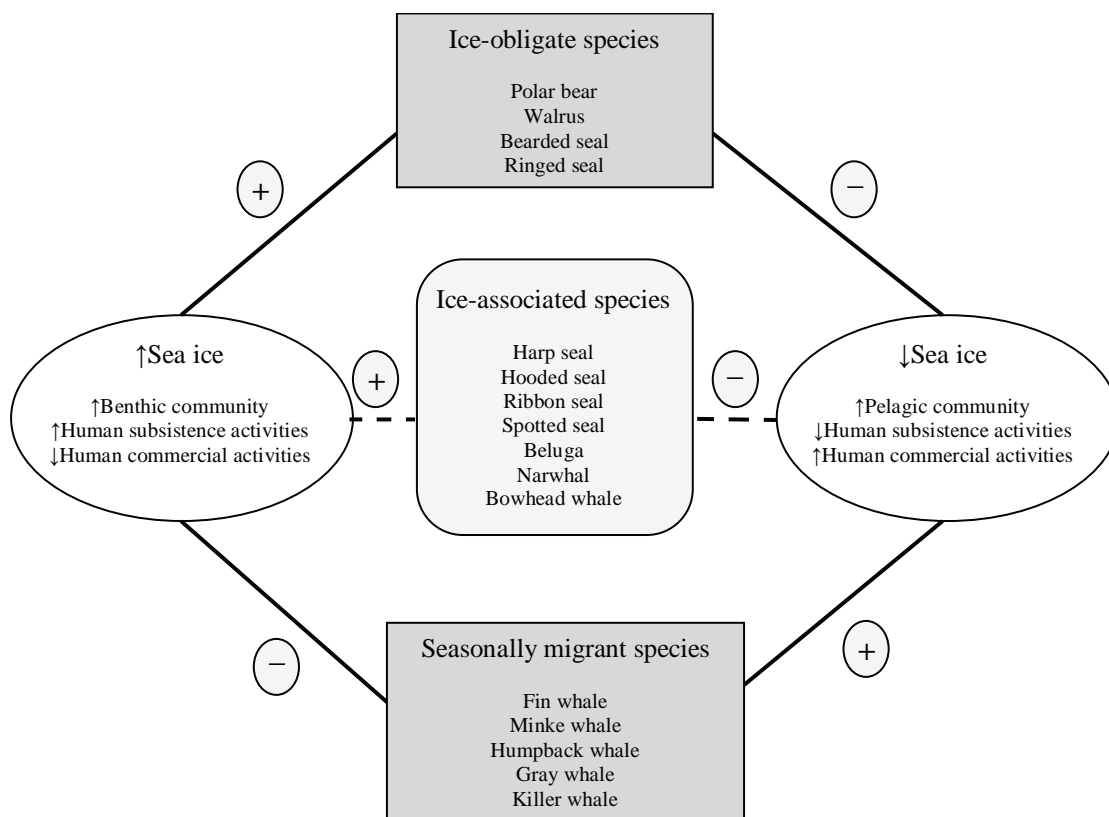 Ice-obligate species
Polar bear
Walrus
Bearded seal
Ringed seal
+
−
Ice-associated species
Harp seal
Hooded seal
Ribbon seal
Spotted seal
Beluga
Narwhal
Bowhead whale
↑Sea ice
↑Benthic community
↑Human subsistence activities
↓Human commercial activities
+
−
↓Sea ice
↑Pelagic community
↓Human subsistence activities
↑Human commercial activities
−
+
Seasonally migrant species
Fin whale
Minke whale
Humpback whale
Gray whale
Killer whale